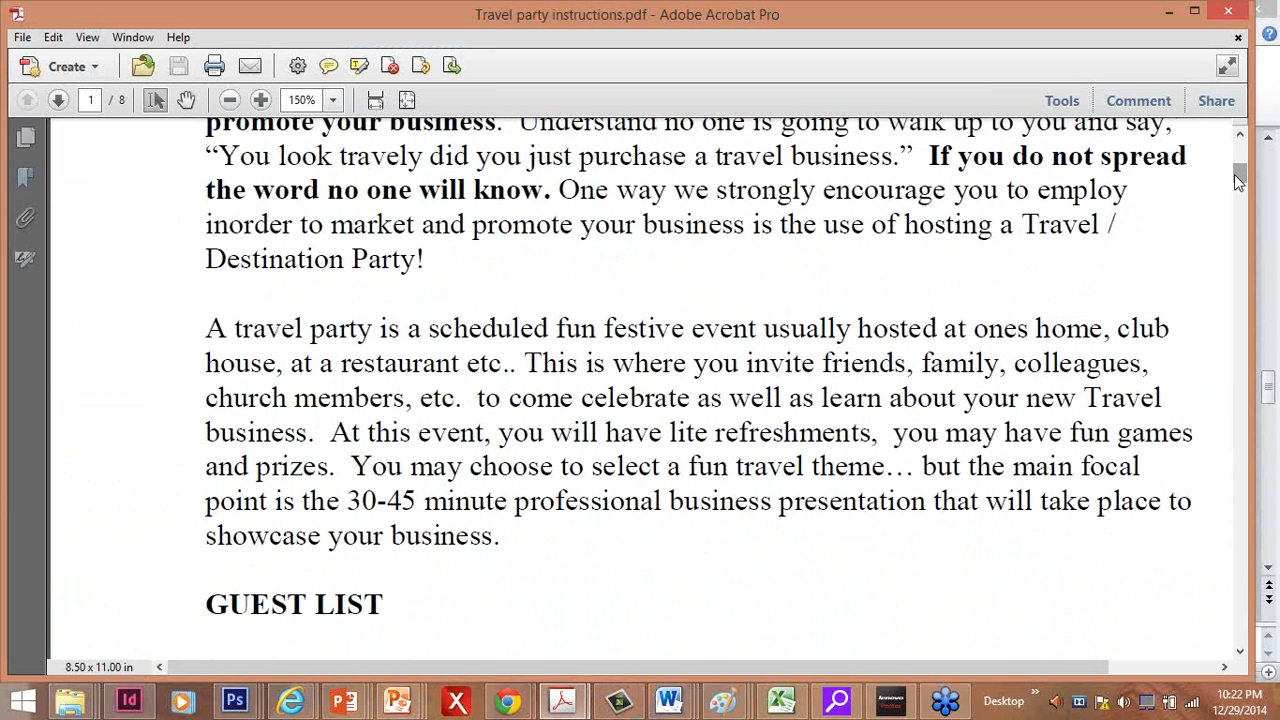 Travel party instructions.pdf - Adobe Acrobat Pro
File Edit View Window Help
Create
1 / 8 150% Tools Comment Share
promote your business. Understand no one is going to walk up to you and say,
“You look travely did you just purchase a travel business.” If you do not spread
the word no one will know. One way we strongly encourage you to employ
inorder to market and promote your business is the use of hosting a Travel /
Destination Party!
A travel party is a scheduled fun festive event usually hosted at ones home, club
house, at a restaurant etc.. This is where you invite friends, family, colleagues,
church members, etc. to come celebrate as well as learn about your new Travel
business. At this event, you will have lite refreshments, you may have fun games
and prizes. You may choose to select a fun travel theme… but the main focal
point is the 30-45 minute professional business presentation that will take place to
showcase your business.
GUEST LIST
8.50 x 11.00 in
Id Ps Desktop 10:22 PM
12/29/2014